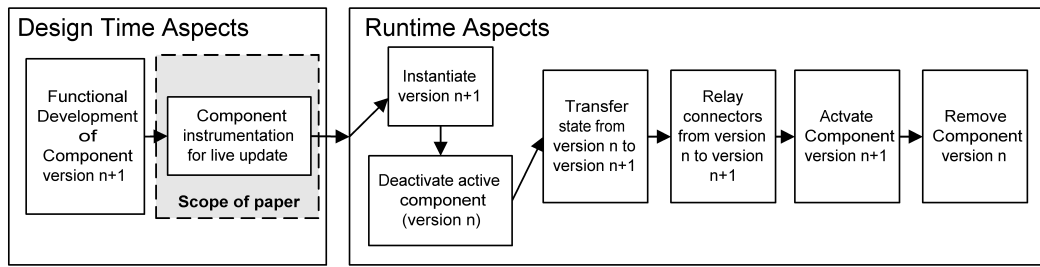 Design Time Aspects
Functional
Development
of
Component
version n+1
Component
instrumentation
for live update
Scope of paper
Runtime Aspects
Instantiate
version n+1
Deactivate active
component
(version n)
Transfer
state from
version n to
version n+1
Relay
connectors
from version
n to version
n+1
Actvate
Component
version n+1
Remove
Component
version n